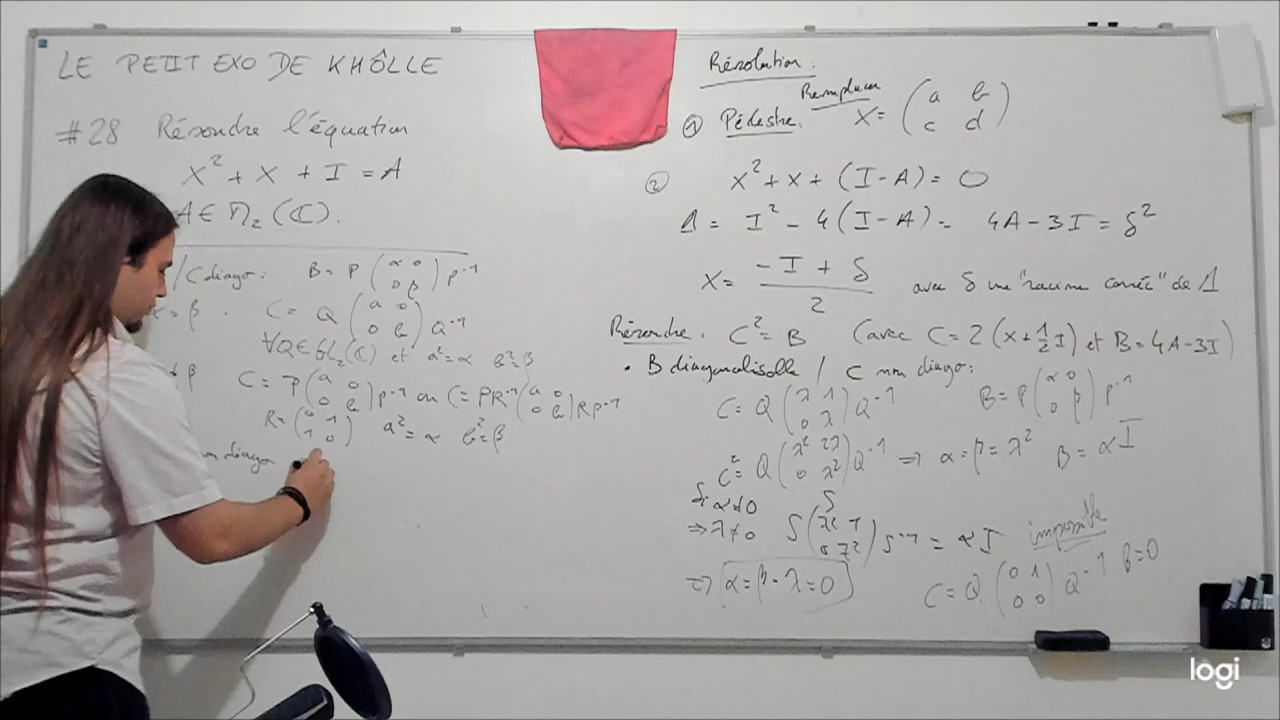 LE PETIT EXO DE KHÔLLE
#28 Résoudre l'équation
X² + X + I = A
A ∈ M₂(ℂ).
/C diago: B = P (α 0 / 0 β) P⁻¹
α = β. C = Q (a 0 / 0 b) Q⁻¹
∀Q∈GL₂(ℂ) et a²=α b²=β
≠ β C = P (a 0 / 0 b) P⁻¹ ou C = PR⁻¹ (a 0 / 0 b) RP⁻¹
R = (0 1 / 1 0) a² = α b² = β
non diago
Résolution:
① Pédestre. Remplacer X = (a b / c d)
② X² + X + (I-A) = 0
Δ = I² - 4(I-A) = 4A - 3I = δ²
X = (-I + δ) / 2 avec δ une "racine carrée" de Δ
Résoudre. C² = B (avec C = 2(X + 1/2 I) et B = 4A - 3I)
• B diagonalisable / C non diago:
C = Q (λ 1 / 0 λ) Q⁻¹ B = P (α 0 / 0 β) P⁻¹
C² = Q (λ² 2λ / 0 λ²) Q⁻¹ ⇒ α = β = λ² B = αI
Si α≠0
⇒ λ≠0 S (λ² 1 / 0 λ²) S⁻¹ = αI impossible
⇒ α = β = λ = 0 C = Q (0 1 / 0 0) Q⁻¹ B=0
logi